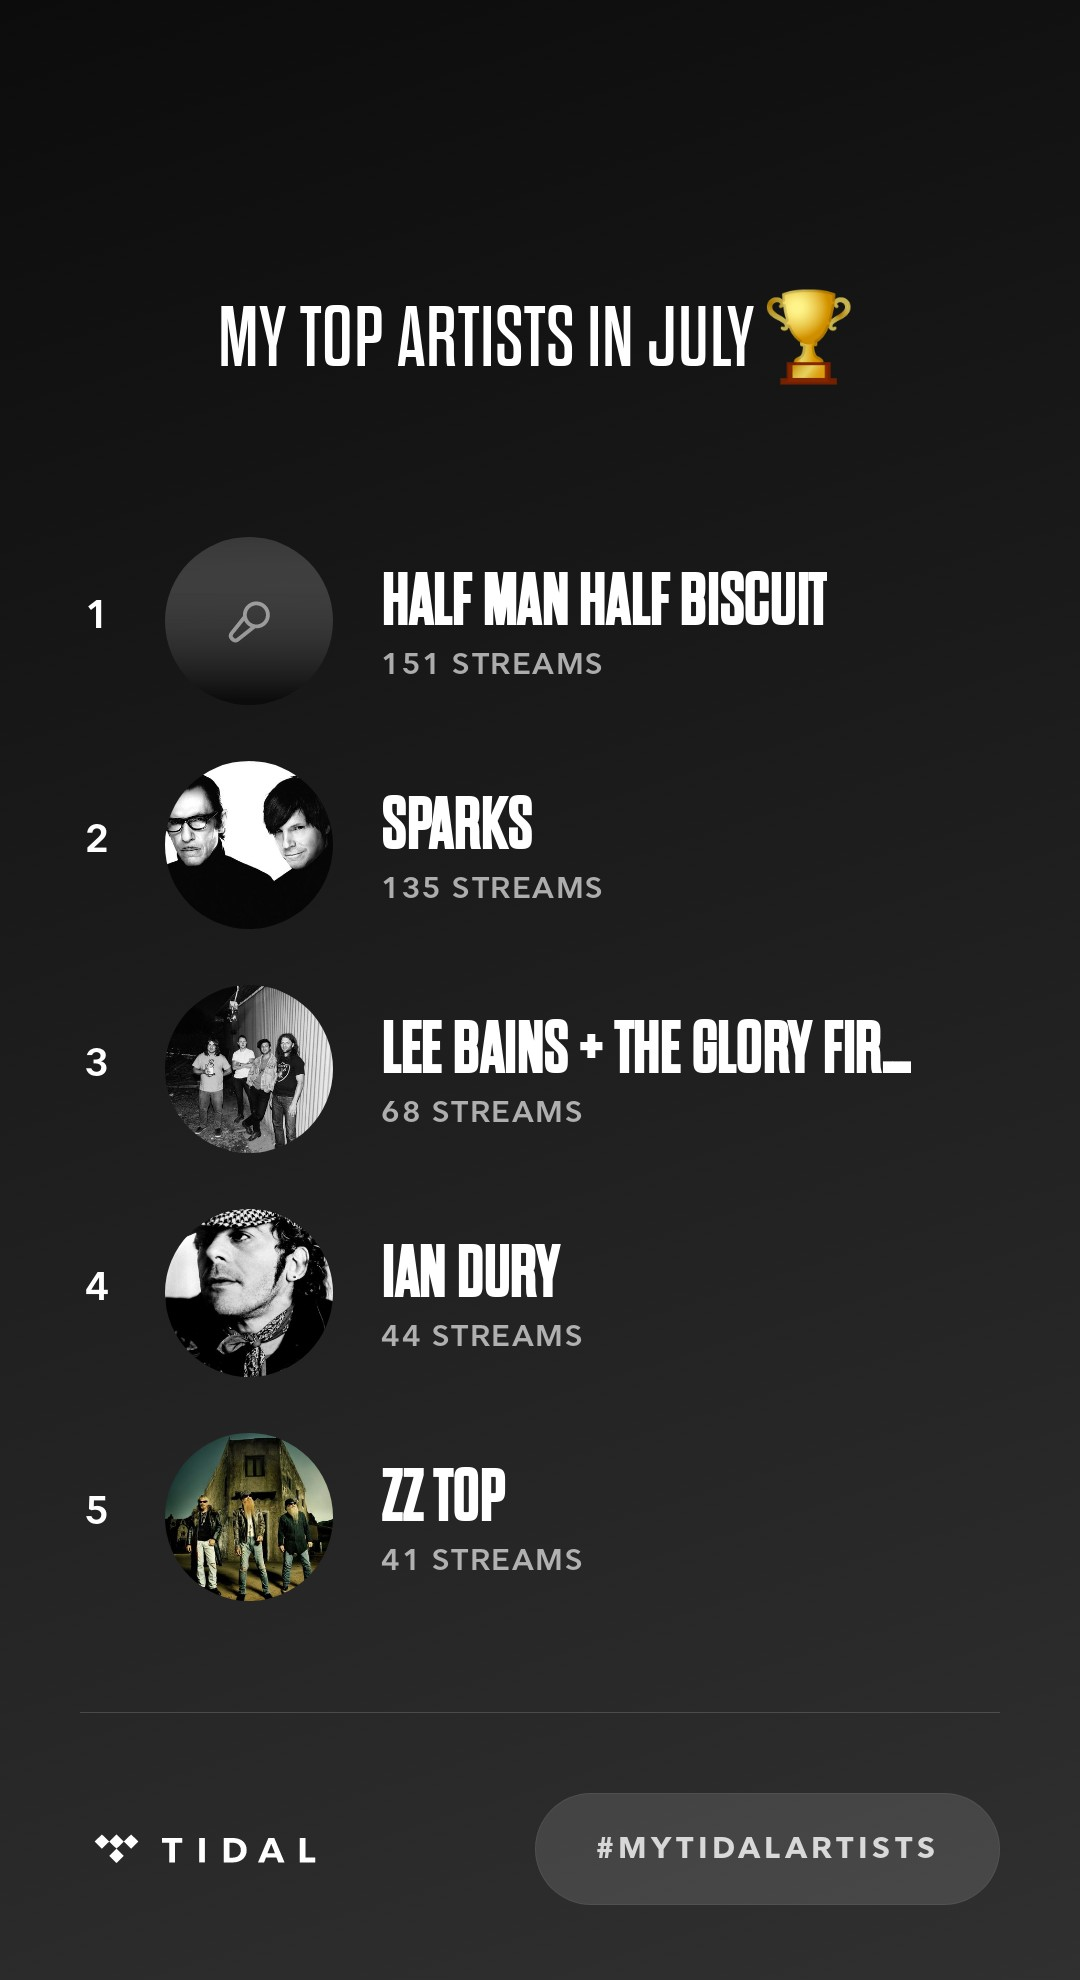 MY TOP ARTISTS IN JULY 🏆
1
HALF MAN HALF BISCUIT
151 STREAMS
2
SPARKS
135 STREAMS
3
LEE BAINS + THE GLORY FIR...
68 STREAMS
4
IAN DURY
44 STREAMS
5
ZZ TOP
41 STREAMS
TIDAL
#MYTIDALARTISTS